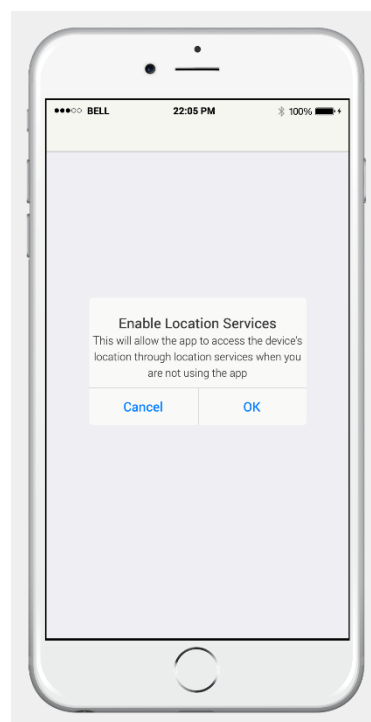 BELL 22:05 PM 100%
Enable Location Services
This will allow the app to access the device's
location through location services when you
are not using the app
Cancel OK